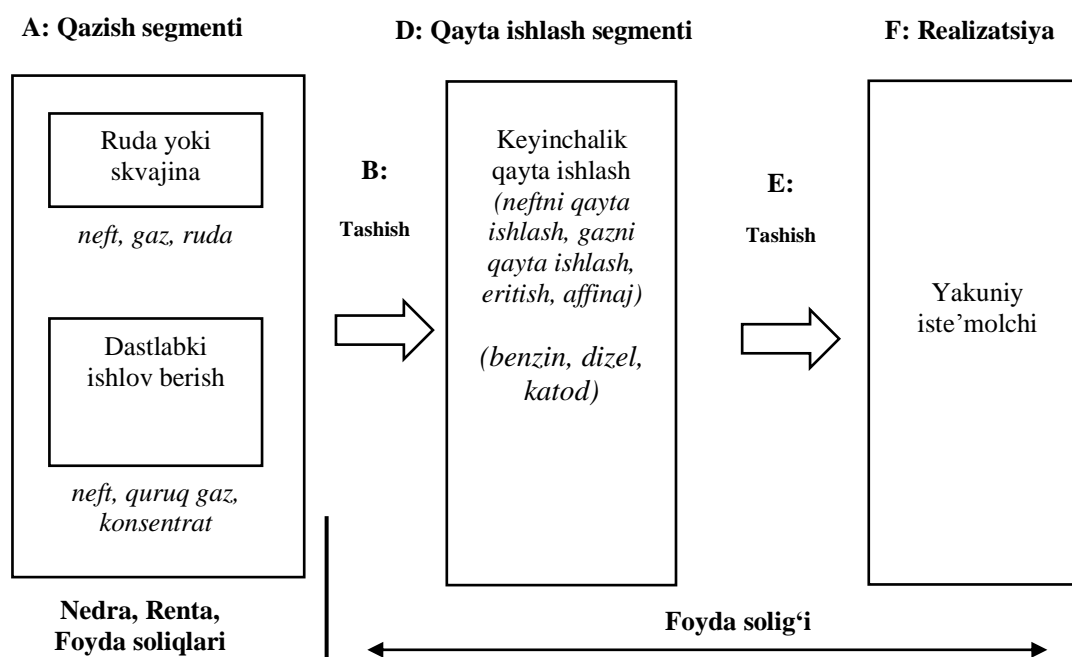 A: Qazish segmenti
D: Qayta ishlash segmenti
F: Realizatsiya
Ruda yoki
skvajina
neft, gaz, ruda
Dastlabki
ishlov berish
neft, quruq gaz,
konsentrat
B:
Tashish
Keyinchalik
qayta ishlash
(neftni qayta
ishlash, gazni
qayta ishlash,
eritish, affinaj)
(benzin, dizel,
katod)
E:
Tashish
Yakuniy
iste’molchi
Nedra, Renta,
Foyda soliqlari
Foyda solig‘i